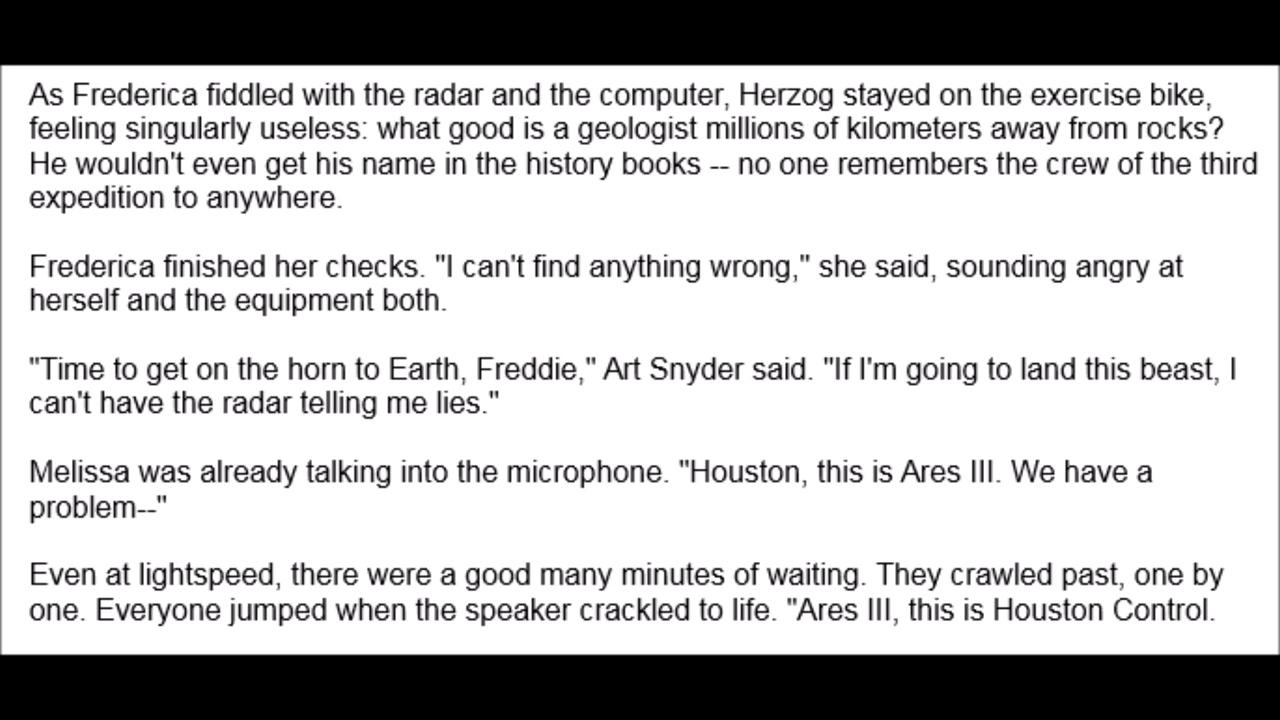 As Frederica fiddled with the radar and the computer, Herzog stayed on the exercise bike,
feeling singularly useless: what good is a geologist millions of kilometers away from rocks?
He wouldn't even get his name in the history books -- no one remembers the crew of the third
expedition to anywhere.
Frederica finished her checks. "I can't find anything wrong," she said, sounding angry at
herself and the equipment both.
"Time to get on the horn to Earth, Freddie," Art Snyder said. "If I'm going to land this beast, I
can't have the radar telling me lies."
Melissa was already talking into the microphone. "Houston, this is Ares III. We have a
problem--"
Even at lightspeed, there were a good many minutes of waiting. They crawled past, one by
one. Everyone jumped when the speaker crackled to life. "Ares III, this is Houston Control.